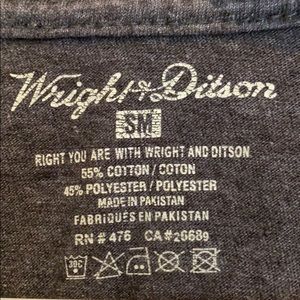 Wright & Ditson
SM
RIGHT YOU ARE WITH WRIGHT AND DITSON
55% COTTON / COTON
45% POLYESTER / POLYESTER
MADE IN PAKISTAN
FABRIQUÉS EN PAKISTAN
RN # 476 CA#26689
30C